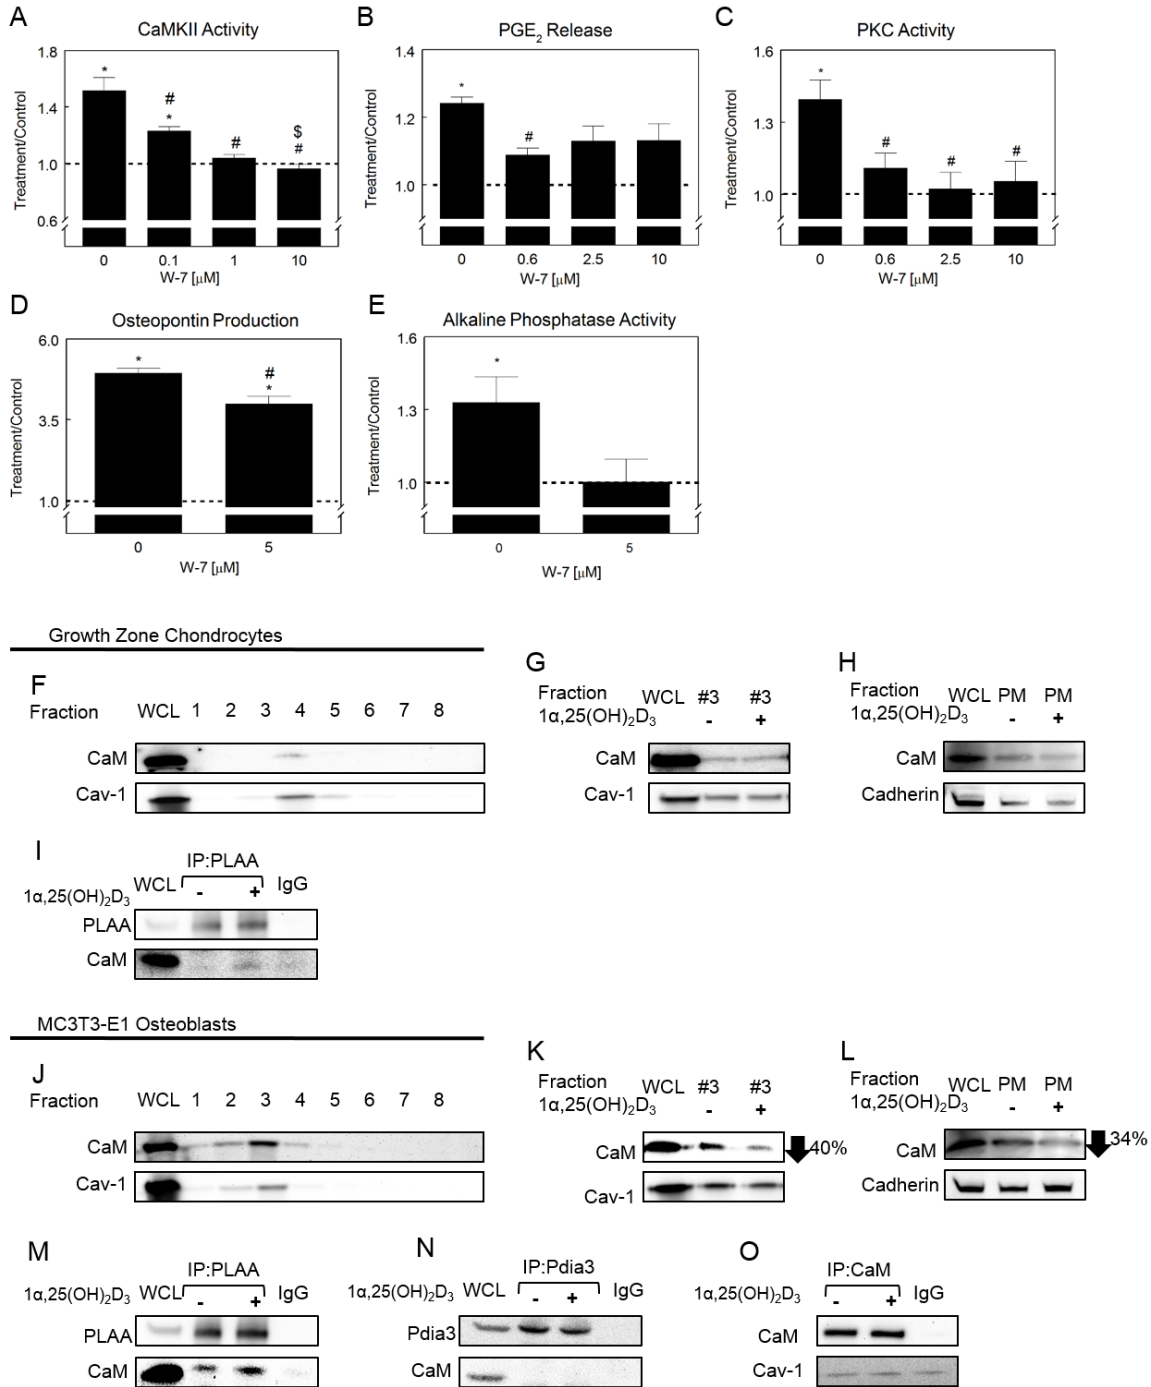 A
CaMKII Activity
Treatment/Control
1.8
1.4
1.0
0.6
*
#
*
#
$
#
0 0.1 1 10
W-7 [μM]
B
PGE₂ Release
Treatment/Control
1.4
1.2
1.0
*
#
0 0.6 2.5 10
W-7 [μM]
C
PKC Activity
Treatment/Control
1.6
1.3
1.0
*
#
#
#
0 0.6 2.5 10
W-7 [μM]
D
Osteopontin Production
Treatment/Control
6.0
3.5
1.0
*
#
*
0 5
W-7 [μM]
E
Alkaline Phosphatase Activity
Treatment/Control
1.6
1.3
1.0
*
0 5
W-7 [μM]
Growth Zone Chondrocytes
F
Fraction WCL 1 2 3 4 5 6 7 8
CaM
Cav-1
G
Fraction WCL #3 #3
1α,25(OH)₂D₃ - +
CaM
Cav-1
H
Fraction WCL PM PM
1α,25(OH)₂D₃ - +
CaM
Cadherin
I
IP:PLAA
WCL IgG
1α,25(OH)₂D₃ - +
PLAA
CaM
MC3T3-E1 Osteoblasts
J
Fraction WCL 1 2 3 4 5 6 7 8
CaM
Cav-1
K
Fraction WCL #3 #3
1α,25(OH)₂D₃ - +
CaM 40%
Cav-1
L
Fraction WCL PM PM
1α,25(OH)₂D₃ - +
CaM 34%
Cadherin
M
IP:PLAA
1α,25(OH)₂D₃ WCL - + IgG
PLAA
CaM
N
IP:Pdia3
1α,25(OH)₂D₃ WCL - + IgG
Pdia3
CaM
O
IP:CaM
1α,25(OH)₂D₃ - + IgG
CaM
Cav-1